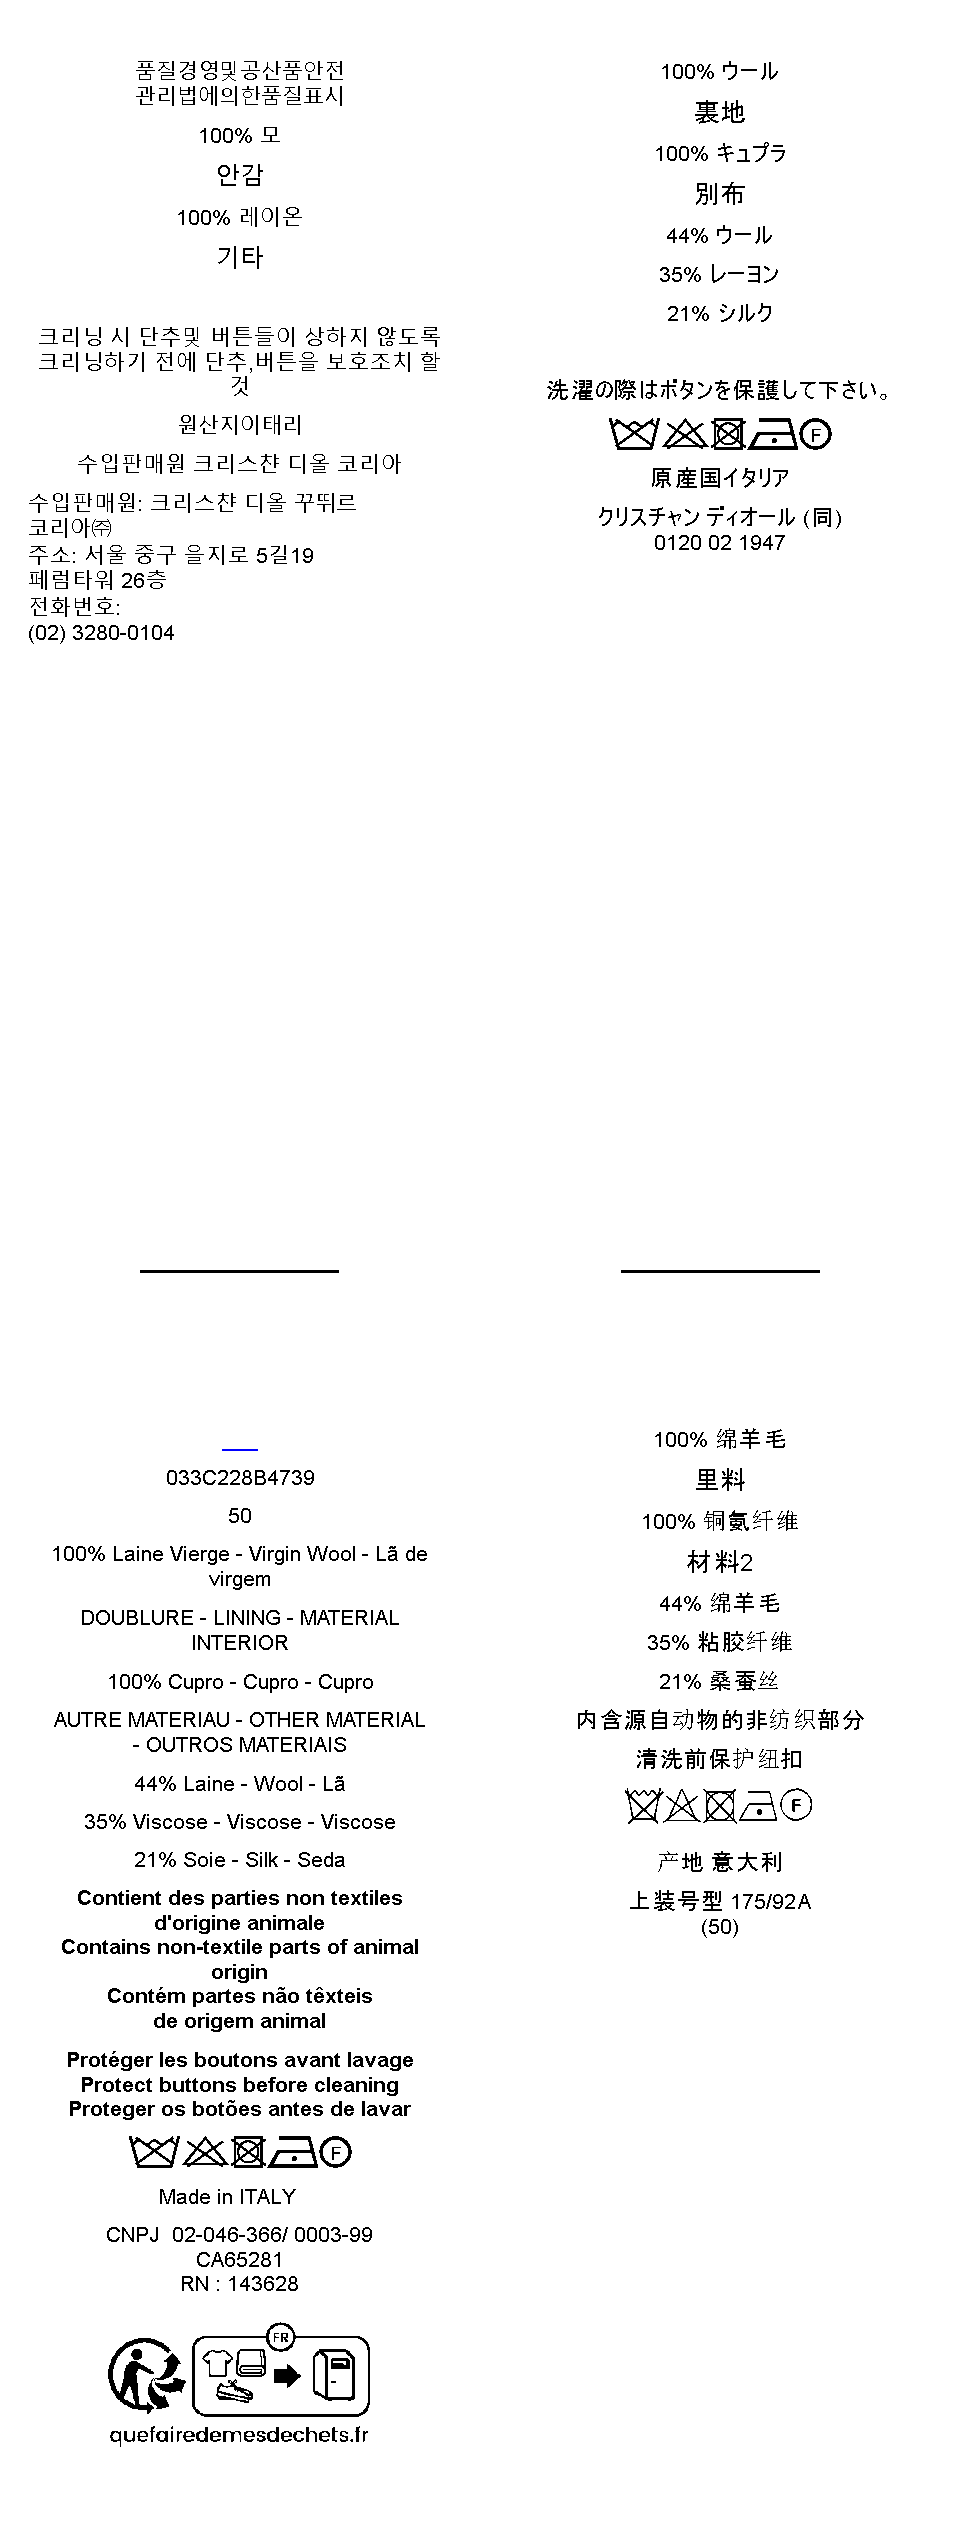 품질경영및공산품안전
관리법에의한품질표시
100% 모
안감
100% 레이온
기타
크리닝 시 단추및 버튼들이 상하지 않도록
크리닝하기 전에 단추,버튼을 보호조치 할
것
원산지이태리
수입판매원 크리스챤 디올 코리아
수입판매원: 크리스챤 디올 꾸뛰르
코리아㈜
주소: 서울 중구 을지로 5길19
페럼타워 26층
전화번호:
(02) 3280-0104
100% ウール
裏地
100% キュプラ
別布
44% ウール
35% レーヨン
21% シルク
洗濯の際はボタンを保護して下さい。
F
原産国イタリア
クリスチャン ディオール (同)
0120 02 1947
033C228B4739
50
100% Laine Vierge - Virgin Wool - Lã de
virgem
DOUBLURE - LINING - MATERIAL
INTERIOR
100% Cupro - Cupro - Cupro
AUTRE MATERIAU - OTHER MATERIAL
- OUTROS MATERIAIS
44% Laine - Wool - Lã
35% Viscose - Viscose - Viscose
21% Soie - Silk - Seda
Contient des parties non textiles
d'origine animale
Contains non-textile parts of animal
origin
Contém partes não têxteis
de origem animal
Protéger les boutons avant lavage
Protect buttons before cleaning
Proteger os botões antes de lavar
F
Made in ITALY
CNPJ  02-046-366/ 0003-99
CA65281
RN : 143628
FR
quefairedemesdechets.fr
100% 绵羊毛
里料
100% 铜氨纤维
材料2
44% 绵羊毛
35% 粘胶纤维
21% 桑蚕丝
内含源自动物的非纺织部分
清洗前保护纽扣
F
产地 意大利
上装号型 175/92A
(50)